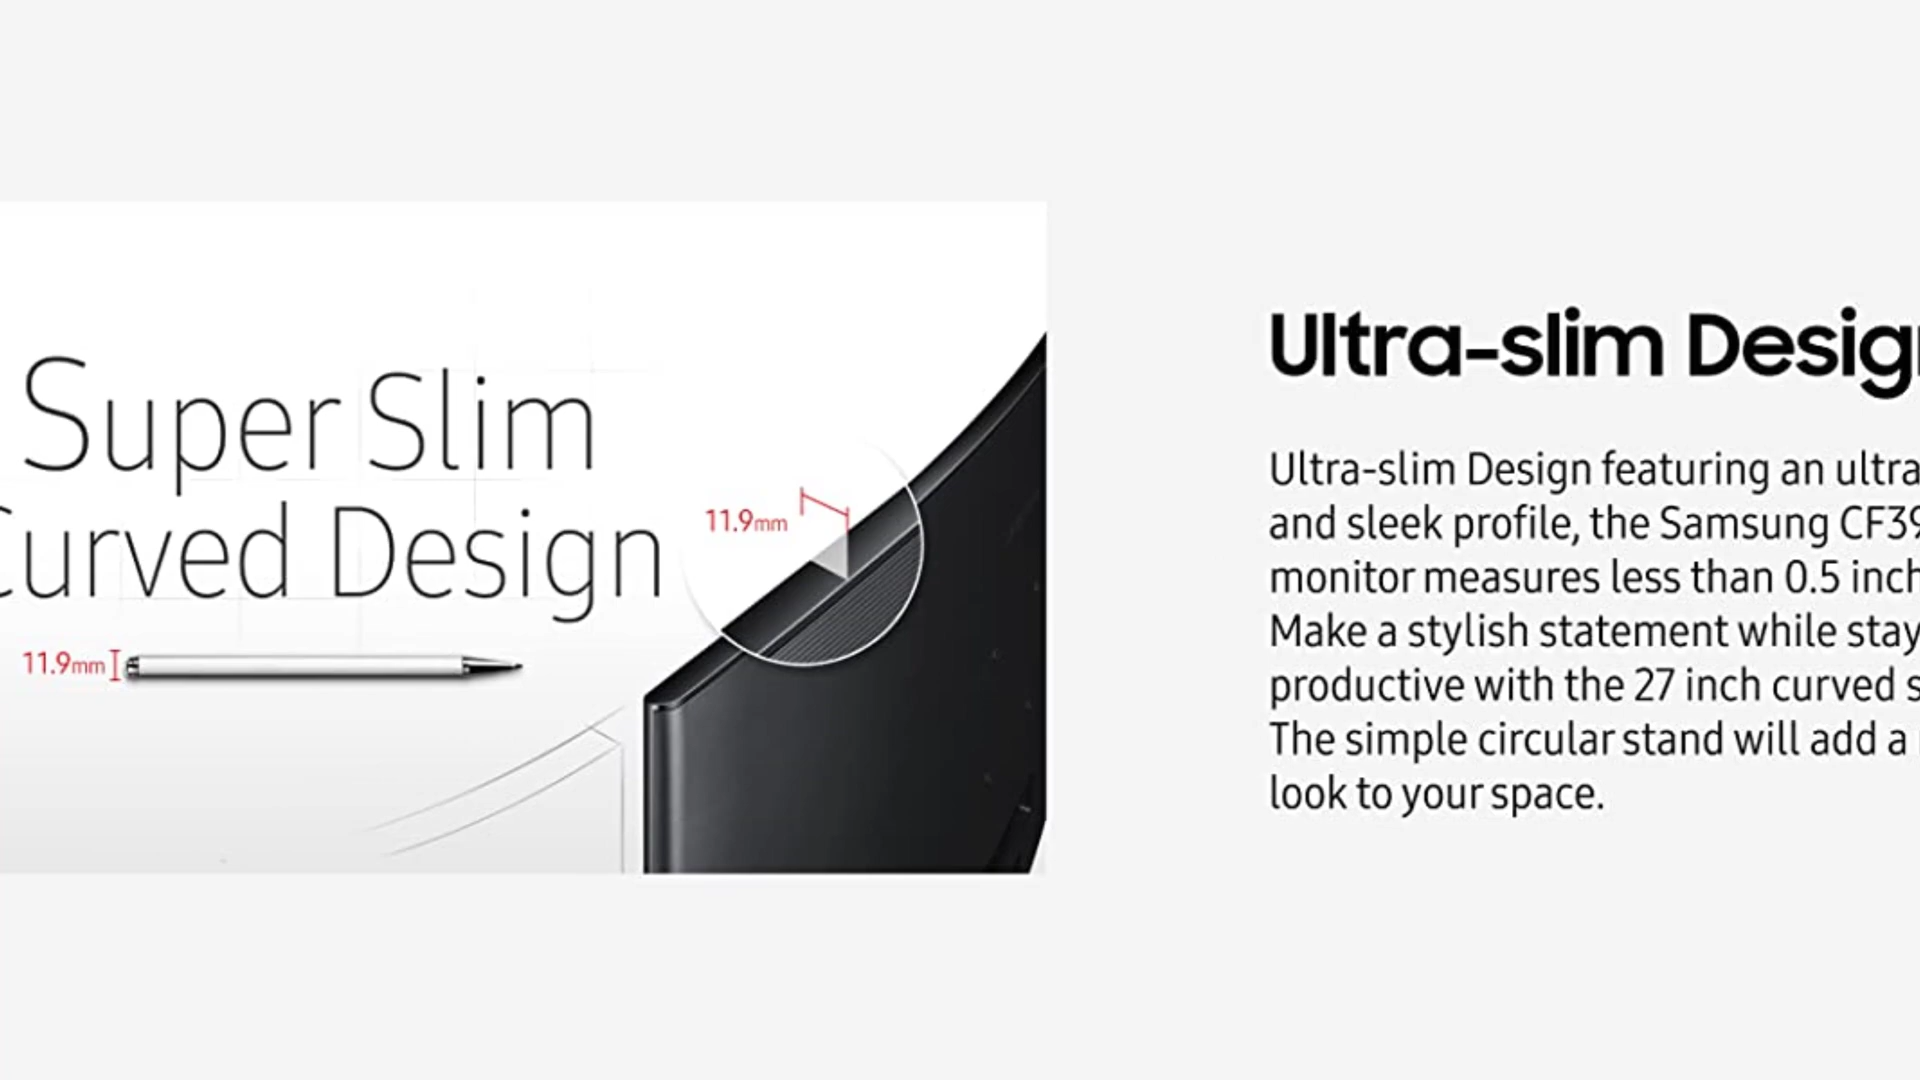 Super Slim
Curved Design
11.9mm
11.9mm
Ultra-slim Design
Ultra-slim Design featuring an ultra
and sleek profile, the Samsung CF39
monitor measures less than 0.5 inch
Make a stylish statement while stay
productive with the 27 inch curved
The simple circular stand will add a
look to your space.